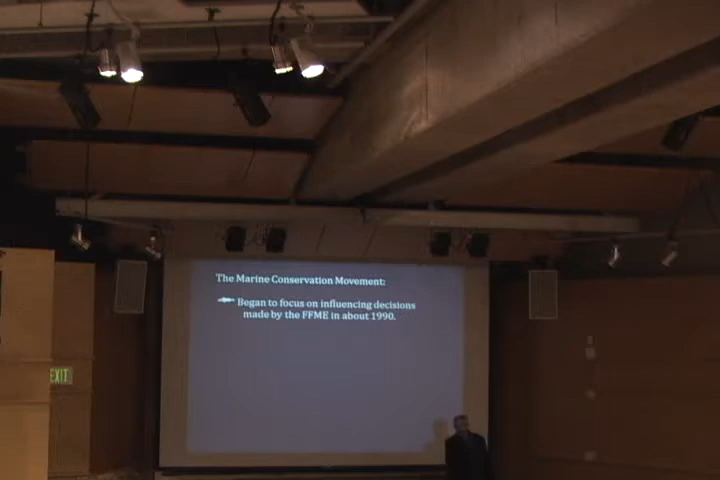 The Marine Conservation Movement:
Began to focus on influencing decisions
made by the FFME in about 1990.
EXIT